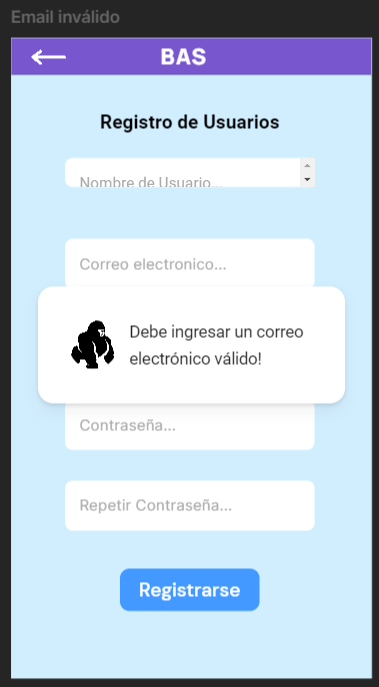 Email inválido
BAS
Registro de Usuarios
Nombre de Usuario...
Correo electronico...
Debe ingresar un correo
electrónico válido!
Contraseña...
Repetir Contraseña...
Registrarse